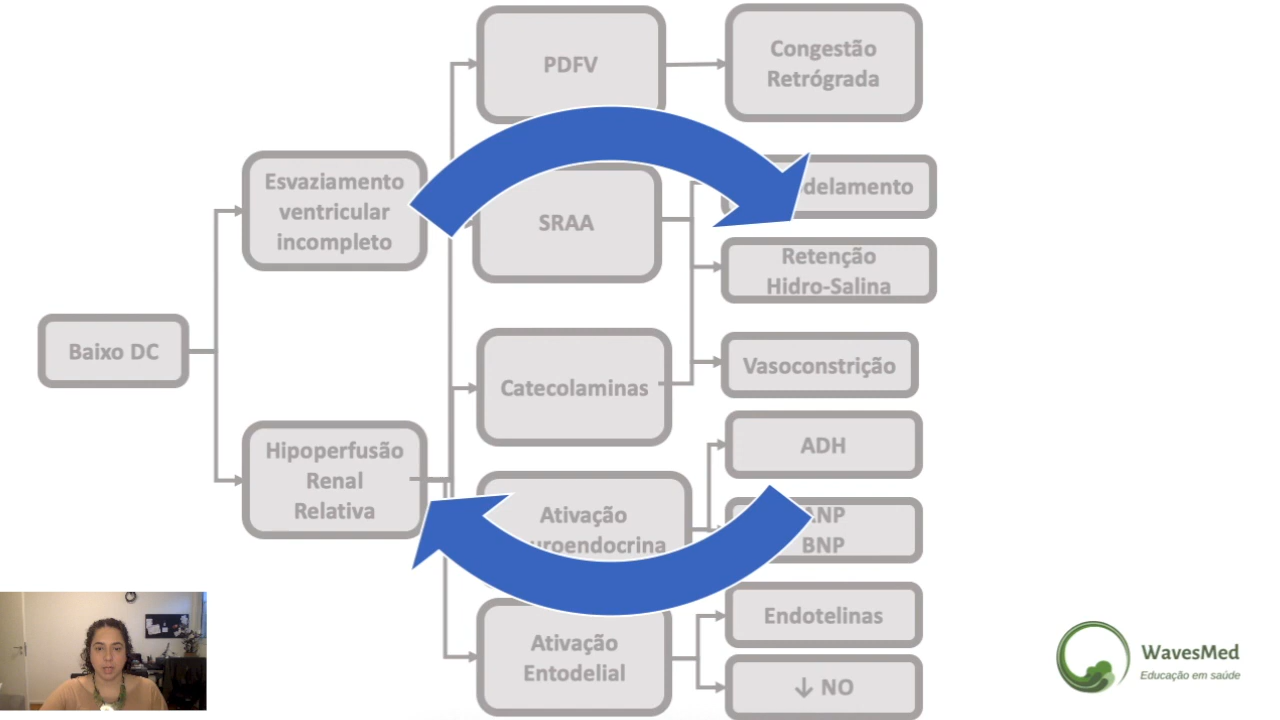 PDFV
Congestão
Retrógrada
Esvaziamento
ventricular
incompleto
SRAA
delamento
Retenção
Hidro-Salina
Baixo DC
Catecolaminas
Vasoconstrição
Hipoperfusão
Renal
Relativa
ADH
Ativação
uroendocrina
ANP
BNP
Ativação
Entodelial
Endotelinas
↓ NO
WavesMed
Educação em saúde